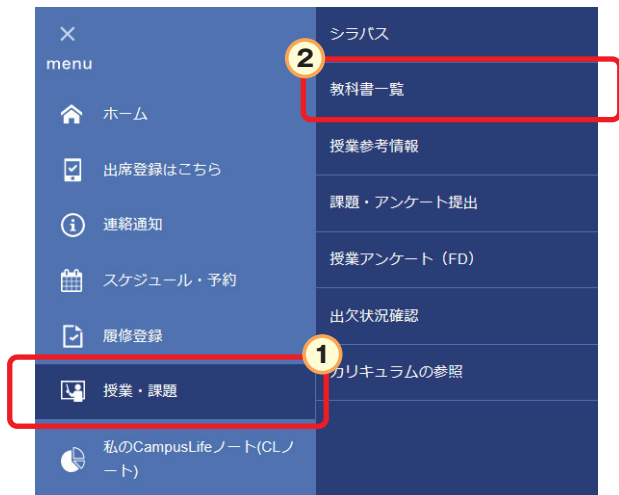 menu
ホーム
出席登録はこちら
連絡通知
スケジュール・予約
履修登録
1
授業・課題
私のCampusLifeノート(CLノ
ート)
シラバス
2
教科書一覧
授業参考情報
課題・アンケート提出
授業アンケート（FD）
出欠状況確認
カリキュラムの参照